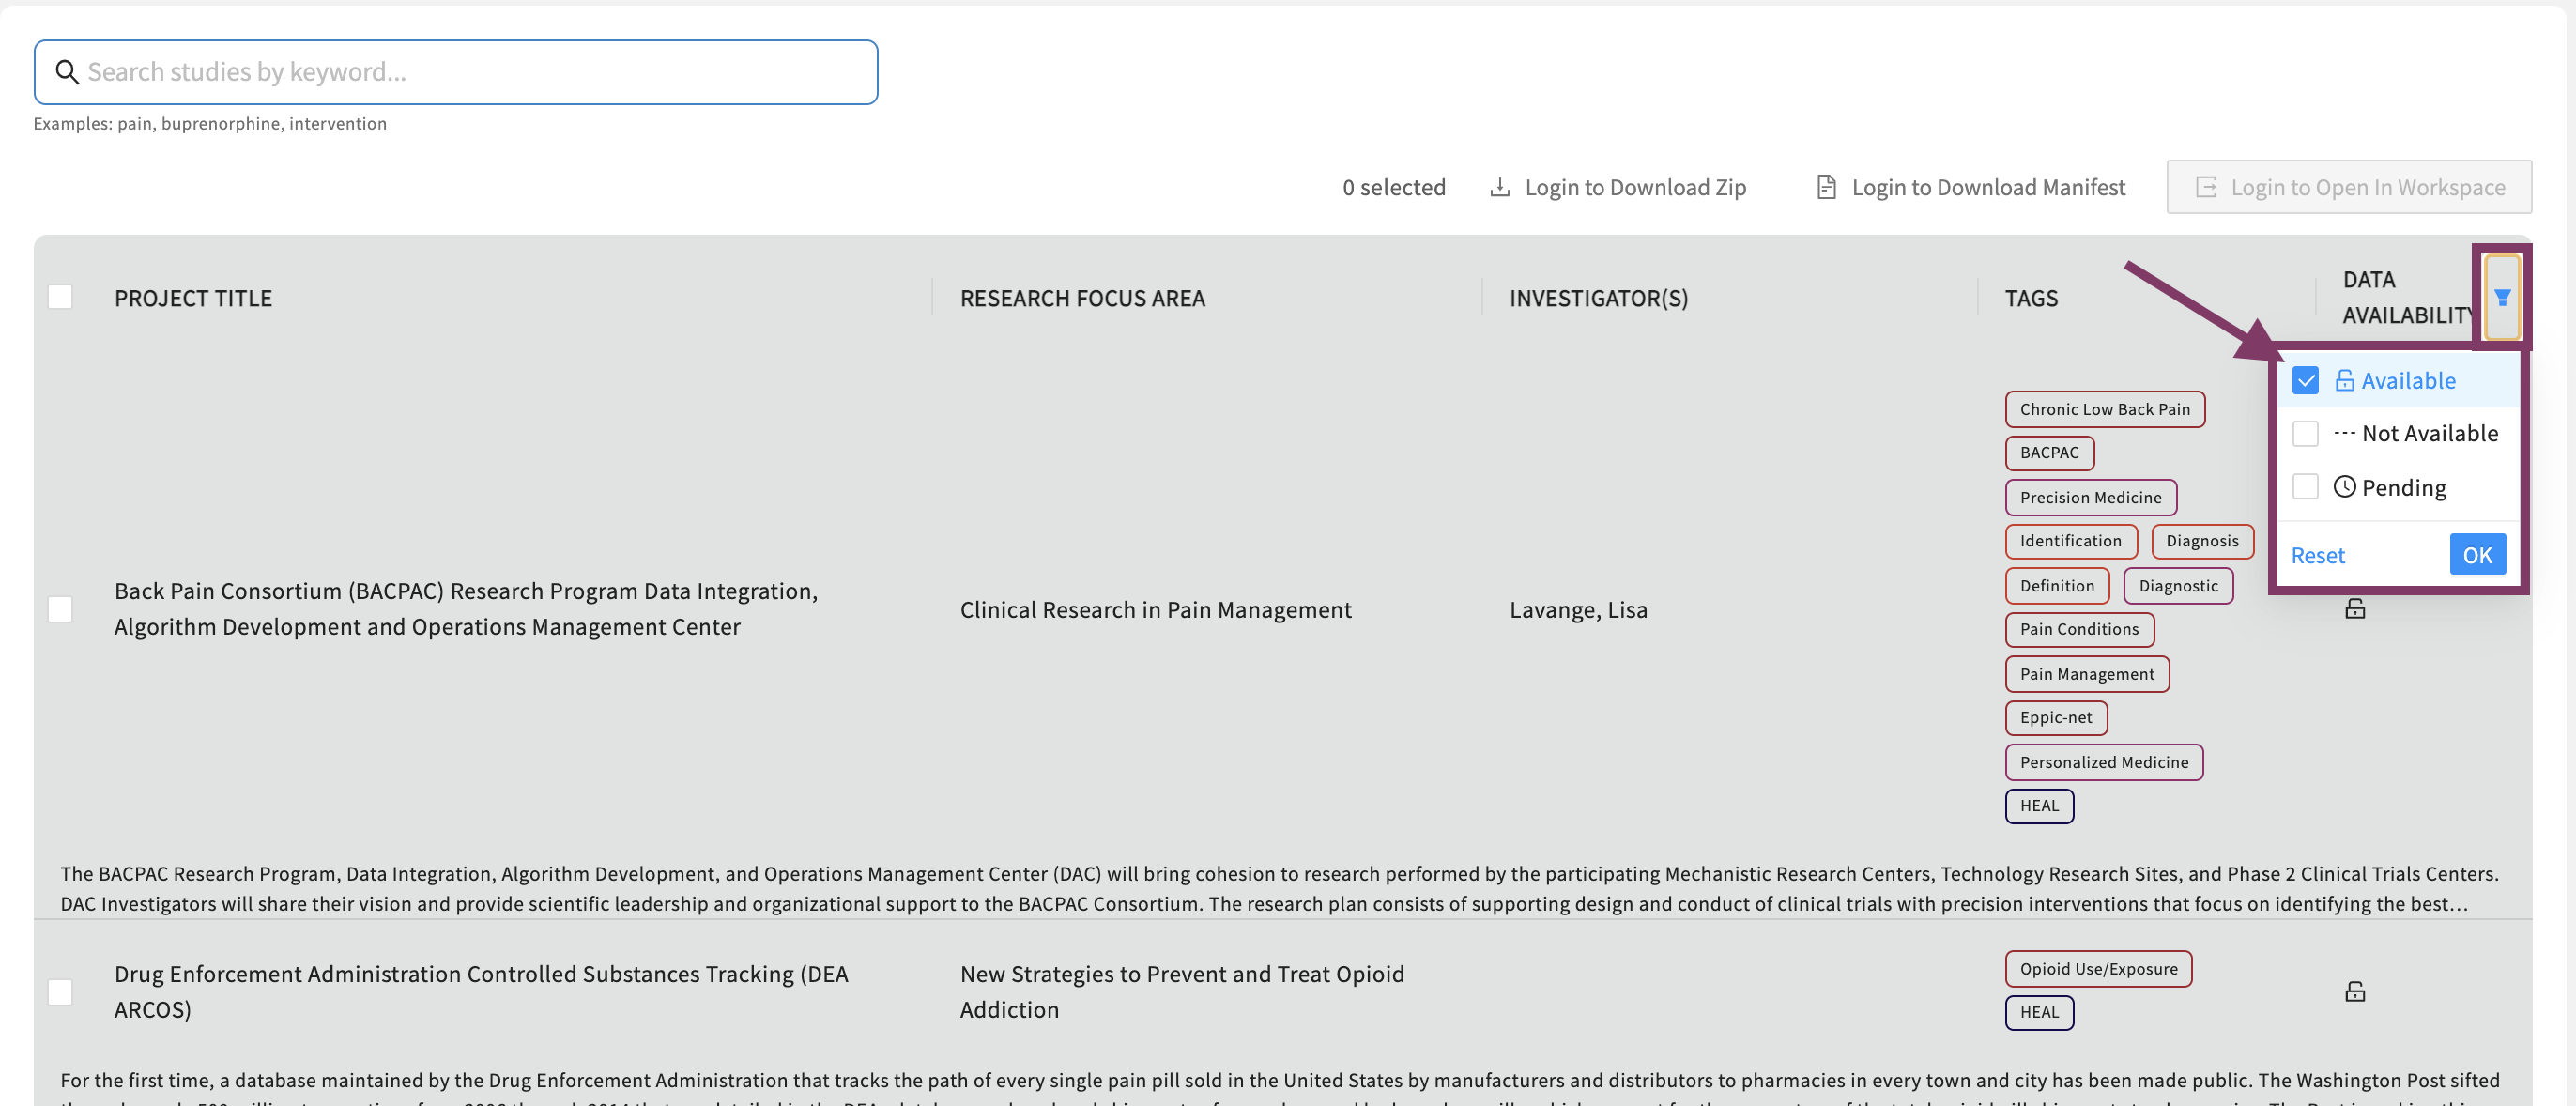 Search studies by keyword...
Examples: pain, buprenorphine, intervention
0 selected
Login to Download Zip
Login to Download Manifest
Login to Open In Workspace
PROJECT TITLE
RESEARCH FOCUS AREA
INVESTIGATOR(S)
TAGS
DATA
AVAILABILITY
Available
--- Not Available
Pending
Reset
OK
Back Pain Consortium (BACPAC) Research Program Data Integration,
Algorithm Development and Operations Management Center
Clinical Research in Pain Management
Lavange, Lisa
Chronic Low Back Pain
BACPAC
Precision Medicine
Identification Diagnosis
Definition Diagnostic
Pain Conditions
Pain Management
Eppic-net
Personalized Medicine
HEAL
The BACPAC Research Program, Data Integration, Algorithm Development, and Operations Management Center (DAC) will bring cohesion to research performed by the participating Mechanistic Research Centers, Technology Research Sites, and Phase 2 Clinical Trials Centers.
DAC Investigators will share their vision and provide scientific leadership and organizational support to the BACPAC Consortium. The research plan consists of supporting design and conduct of clinical trials with precision interventions that focus on identifying the best...
Drug Enforcement Administration Controlled Substances Tracking (DEA
ARCOS)
New Strategies to Prevent and Treat Opioid
Addiction
Opioid Use/Exposure
HEAL
For the first time, a database maintained by the Drug Enforcement Administration that tracks the path of every single pain pill sold in the United States by manufacturers and distributors to pharmacies in every town and city has been made public. The Washington Post sifted